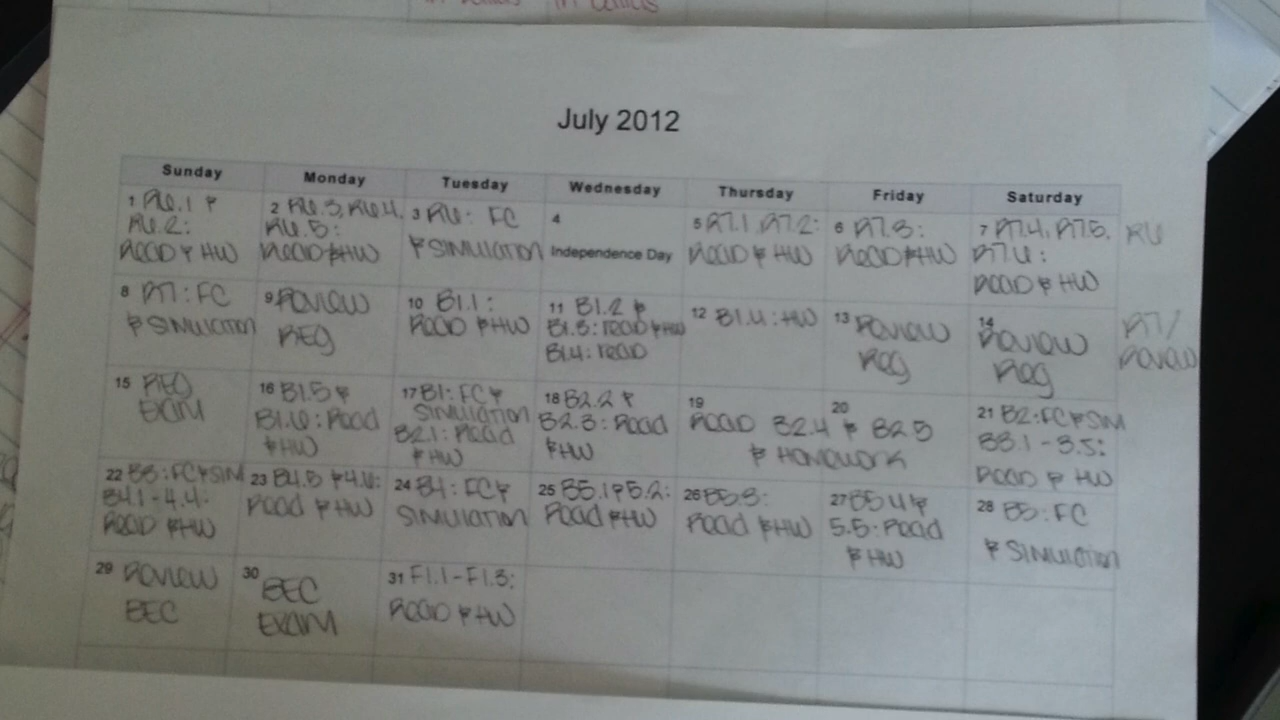 July 2012
Sunday Monday Tuesday Wednesday Thursday Friday Saturday
1 R6.1 &
R6.2:
READ & HW
2 R6.3, R6.4,
R6.5:
READ & HW
3 R6: FC
& SIMULATION
4
Independence Day
5 R7.1, R7.2:
READ & HW
6 R7.3:
READ & HW
7 R7.4, R7.5,
R7.6:
READ & HW
R6
8 R7: FC
& SIMULATION
9 Review
REG
10 B1.1:
READ & HW
11 B1.2 &
B1.3: read & HW
B1.4: read
12 B1.4: HW
13 Review
Reg
14
Review
Reg
R7/
Review
15 REG
EXAM
16 B1.5 &
B1.6: Read
& HW
17 B1: FC &
SIMULATION
B2.1: Read
& HW
18 B2.2 &
B2.3: Read
& HW
19 20
READ B2.4 & B2.5
& HOMEWORK
21 B2: FC & SIM
B3.1 - 3.5:
READ & HW
22 B3: FC & SIM
B4.1 - 4.4:
READ & HW
23 B4.5 & 4.6:
Read & HW
24 B4: FC &
SIMULATION
25 B5.1 & 5.2:
Read & HW
26 B5.3:
Read & HW
27 B5.4 &
5.5: Read
& HW
28 B5: FC
& SIMULATION
29 Review
BEC
30
BEC
EXAM
31 F1.1 - F1.3:
READ & HW